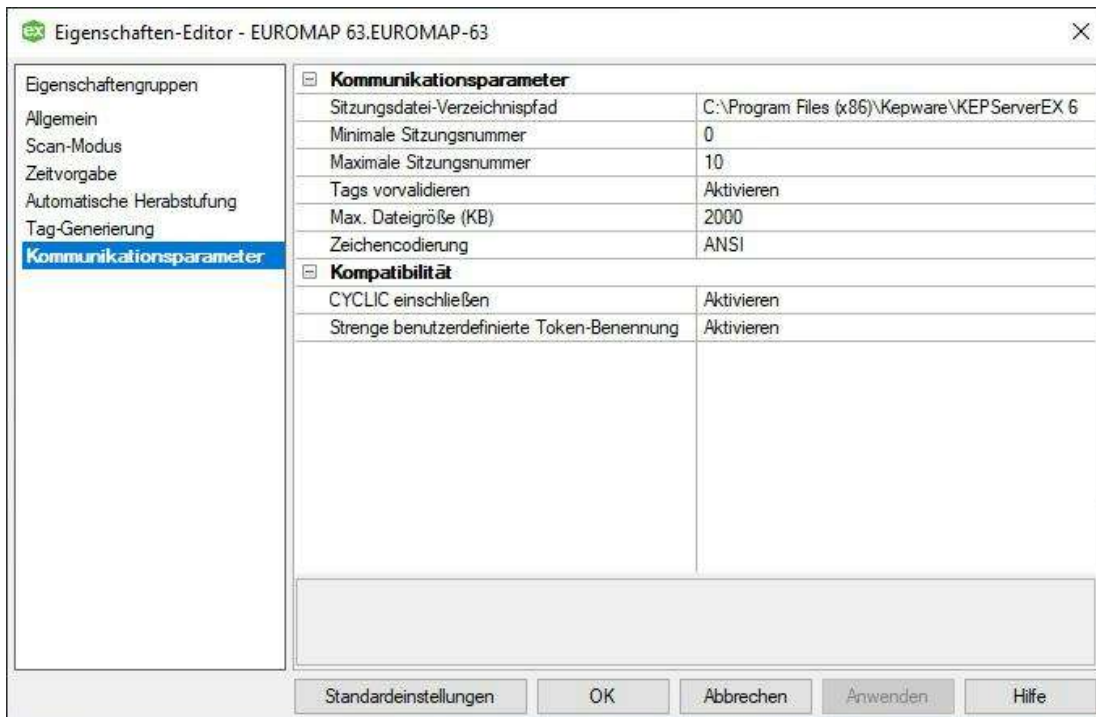 ex Eigenschaften-Editor - EUROMAP 63.EUROMAP-63
Eigenschaftengruppen
Allgemein
Scan-Modus
Zeitvorgabe
Automatische Herabstufung
Tag-Generierung
Kommunikationsparameter
Kommunikationsparameter
Sitzungsdatei-Verzeichnispfad C:\Program Files (x86)\Kepware\KEPServerEX 6
Minimale Sitzungsnummer 0
Maximale Sitzungsnummer 10
Tags vorvalidieren Aktivieren
Max. Dateigröße (KB) 2000
Zeichencodierung ANSI
Kompatibilität
CYCLIC einschließen Aktivieren
Strenge benutzerdefinierte Token-Benennung Aktivieren
Standardeinstellungen OK Abbrechen Anwenden Hilfe